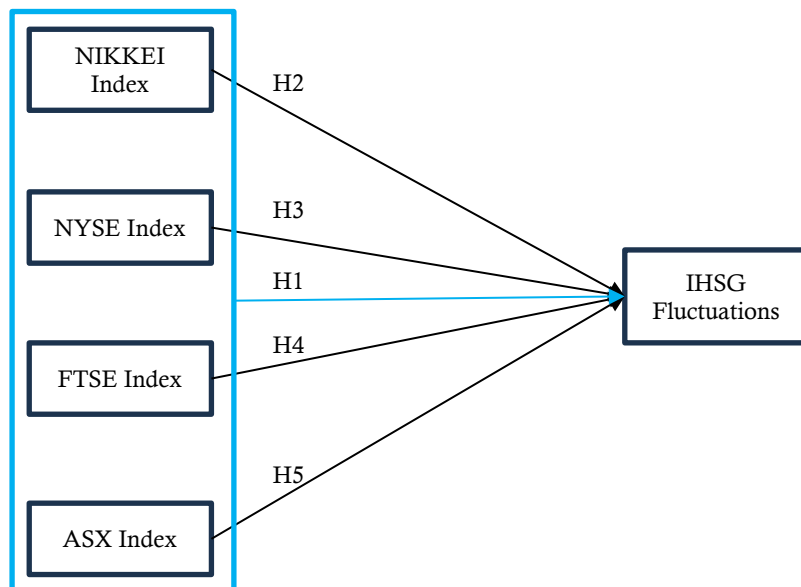 NIKKEI
Index
H2
NYSE Index
H3
H1
IHSG
Fluctuations
H4
FTSE Index
H5
ASX Index